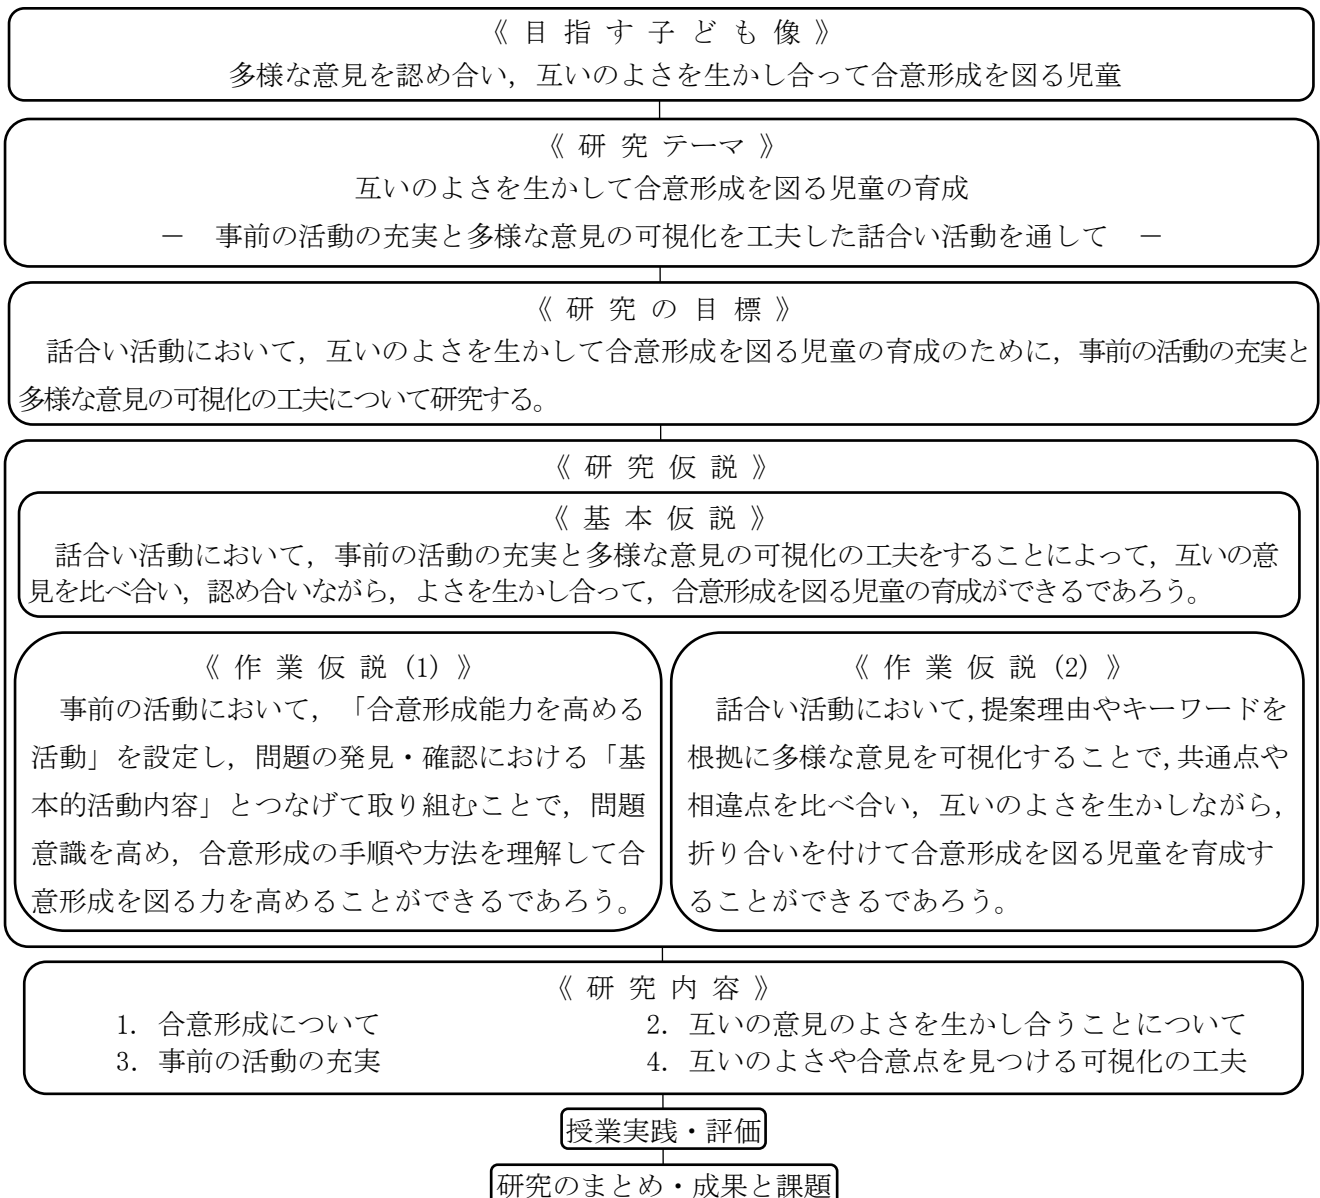 《 目 指 す 子 ど も 像 》
多様な意見を認め合い，互いのよさを生かし合って合意形成を図る児童
《 研 究 テーマ 》
互いのよさを生かして合意形成を図る児童の育成
－　事前の活動の充実と多様な意見の可視化を工夫した話合い活動を通して　－
《 研 究 の 目 標 》
話合い活動において，互いのよさを生かして合意形成を図る児童の育成のために，事前の活動の充実と
多様な意見の可視化の工夫について研究する。
《 研 究 仮 説 》
《 基 本 仮 説 》
話合い活動において，事前の活動の充実と多様な意見の可視化の工夫をすることによって，互いの意
見を比べ合い，認め合いながら，よさを生かし合って，合意形成を図る児童の育成ができるであろう。
《 作 業 仮 説 (1) 》
事前の活動において，「合意形成能力を高める
活動」を設定し，問題の発見・確認における「基
本的活動内容」とつなげて取り組むことで，問題
意識を高め，合意形成の手順や方法を理解して合
意形成を図る力を高めることができるであろう。
《 作 業 仮 説 (2) 》
話合い活動において，提案理由やキーワードを
根拠に多様な意見を可視化することで，共通点や
相違点を比べ合い，互いのよさを生かしながら，
折り合いを付けて合意形成を図る児童を育成す
ることができるであろう。
《 研 究 内 容 》
1. 合意形成について
2. 互いの意見のよさを生かし合うことについて
3. 事前の活動の充実
4. 互いのよさや合意点を見つける可視化の工夫
授業実践・評価
研究のまとめ・成果と課題